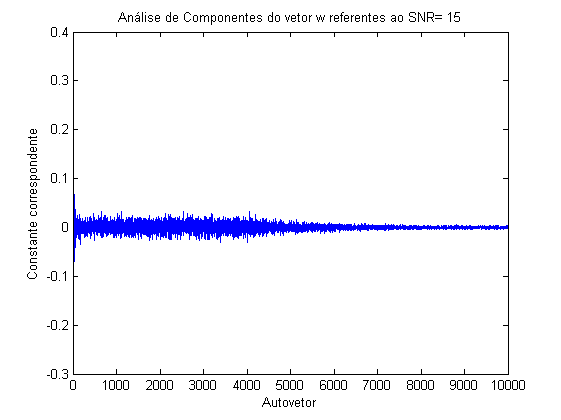 Análise de Componentes do vetor w referentes ao SNR= 15
0.4
0.3
0.2
0.1
0
-0.1
-0.2
-0.3
Constante correspondente
0 1000 2000 3000 4000 5000 6000 7000 8000 9000 10000
Autovetor